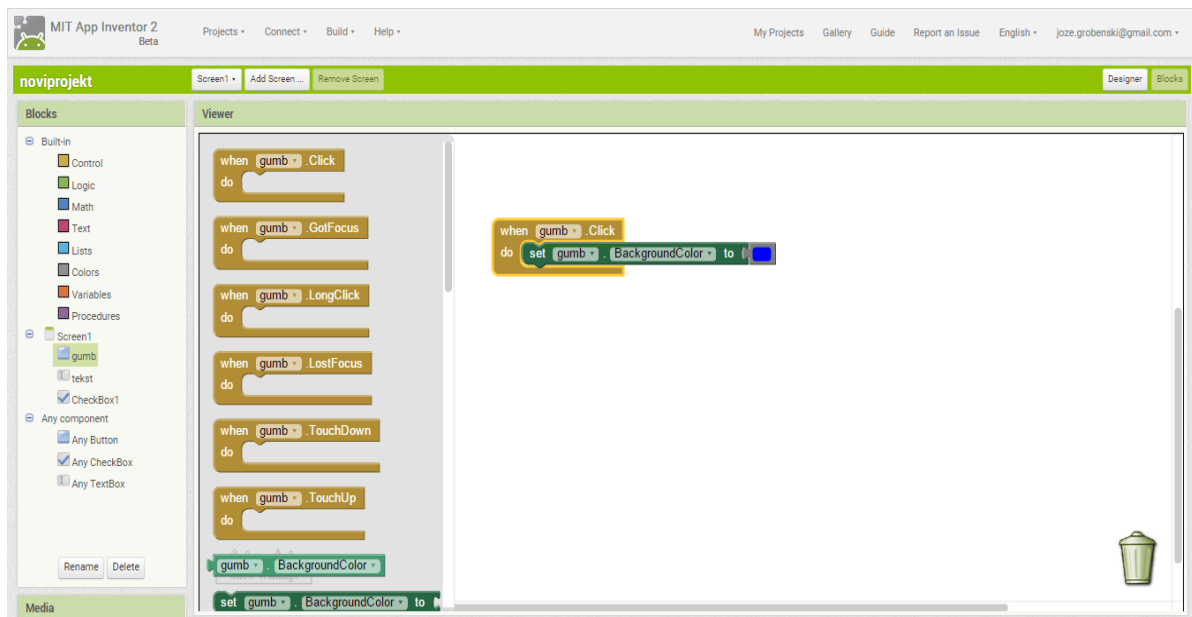 MIT App Inventor 2
Beta
Projects Connect Build Help
My Projects Gallery Guide Report an Issue English joze.grobenski@gmail.com
noviprojekt
Screen1 Add Screen ... Remove Screen
Designer Blocks
Blocks
Built-in
Control
Logic
Math
Text
Lists
Colors
Variables
Procedures
Screen1
gumb
tekst
CheckBox1
Any component
Any Button
Any CheckBox
Any TextBox
Rename Delete
Media
Viewer
when gumb .Click
do
when gumb .GotFocus
do
when gumb .LongClick
do
when gumb .LostFocus
do
when gumb .TouchDown
do
when gumb .TouchUp
do
gumb . BackgroundColor
set gumb . BackgroundColor to
when gumb .Click
do set gumb . BackgroundColor to